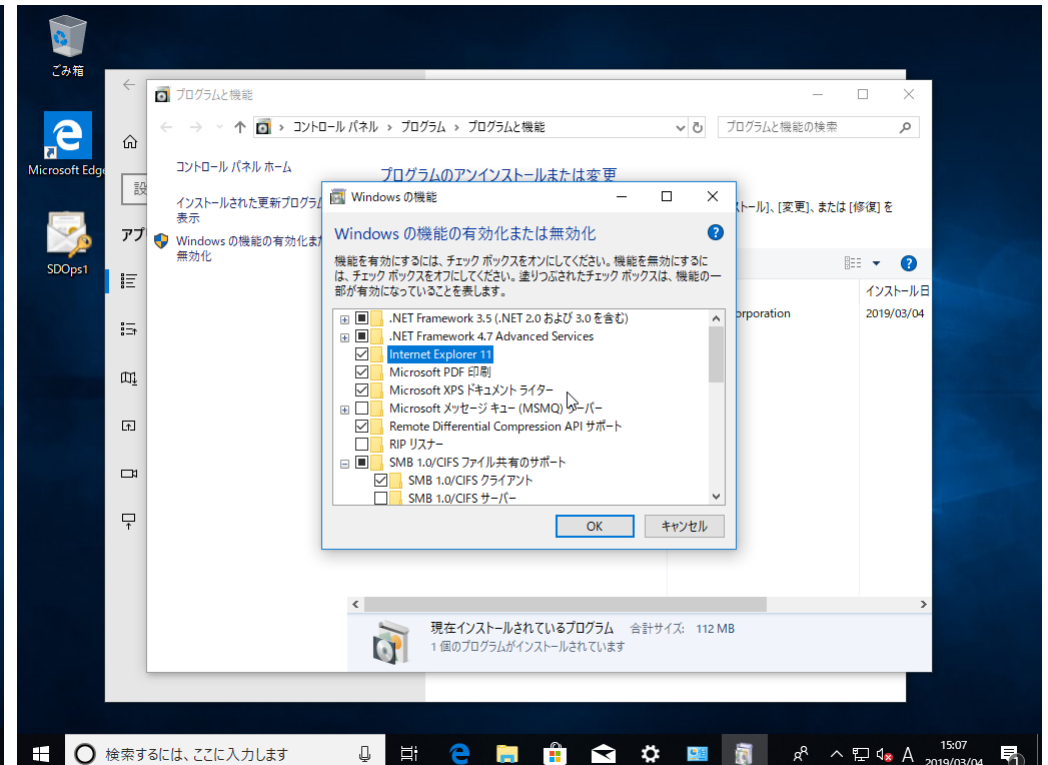 ごみ箱
Microsoft Edge
SDOps1
設
アプ
プログラムと機能
コントロール パネル › プログラム › プログラムと機能
プログラムと機能の検索
コントロール パネル ホーム
インストールされた更新プログラ
表示
Windows の機能の有効化また
無効化
プログラムのアンインストールまたは変更
トール]、[変更]、または [修復] を
インストール日
orporation
2019/03/04
Windows の機能
Windows の機能の有効化または無効化
機能を有効にするには、チェック ボックスをオンにしてください。機能を無効にするに
は、チェック ボックスをオフにしてください。塗りつぶされたチェック ボックスは、機能の一
部が有効になっていることを表します。
.NET Framework 3.5 (.NET 2.0 および 3.0 を含む)
.NET Framework 4.7 Advanced Services
Internet Explorer 11
Microsoft PDF 印刷
Microsoft XPS ドキュメント ライター
Microsoft メッセージ キュー (MSMQ) サーバー
Remote Differential Compression API サポート
RIP リスナー
SMB 1.0/CIFS ファイル共有のサポート
SMB 1.0/CIFS クライアント
SMB 1.0/CIFS サーバー
OK
キャンセル
現在インストールされているプログラム 合計サイズ: 112 MB
1 個のプログラムがインストールされています
検索するには、ここに入力します
A
15:07
2019/03/04
1